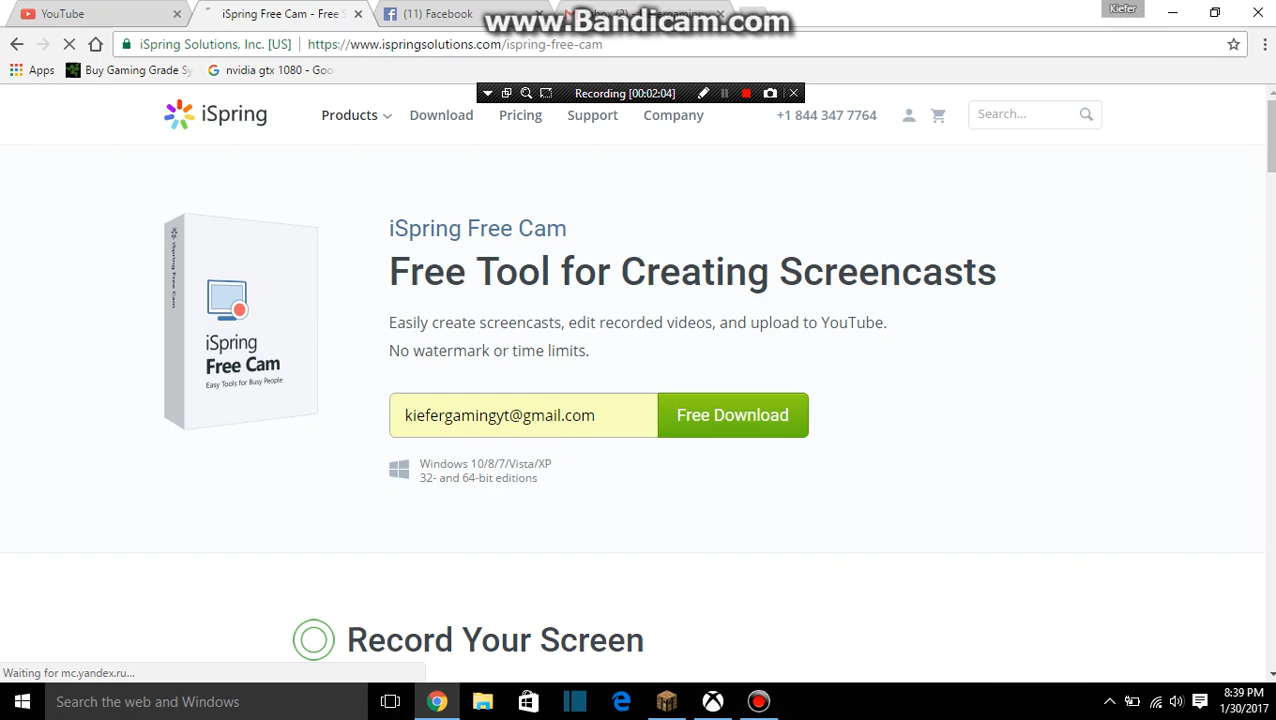 YouTube
iSpring Free Cam - Free S
(11) Facebook
www.Bandicam.com
Kiefer
iSpring Solutions, Inc. [US]
https://www.ispringsolutions.com/ispring-free-cam
Apps
Buy Gaming Grade Sy
nvidia gtx 1080 - Goo
Recording [00:02:04]
iSpring
Products
Download
Pricing
Support
Company
+1 844 347 7764
Search...
iSpring Free Cam
Free Tool for Creating Screencasts
Easily create screencasts, edit recorded videos, and upload to YouTube.
No watermark or time limits.
iSpring Free Cam
iSpring
Free Cam
Easy Tools for Busy People
kiefergamingyt@gmail.com
Free Download
Windows 10/8/7/Vista/XP
32- and 64-bit editions
Record Your Screen
Waiting for mc.yandex.ru...
Search the web and Windows
8:39 PM
1/30/2017